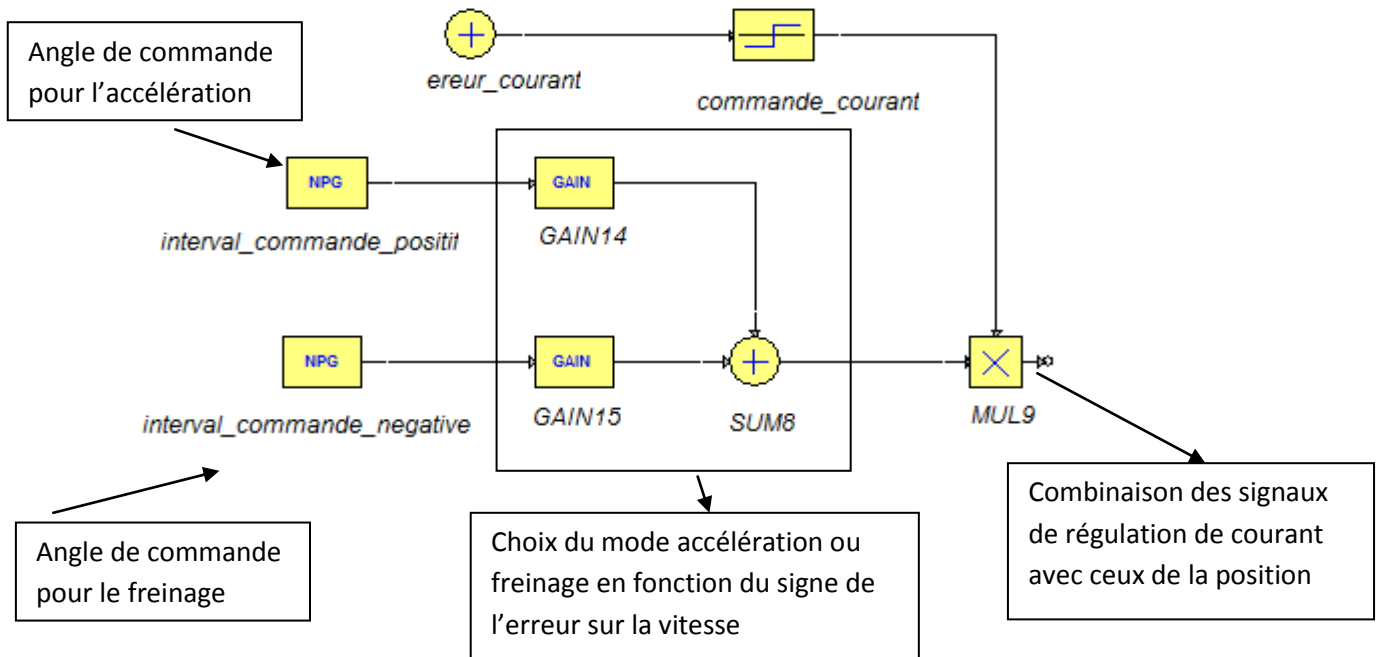 Angle de commande
pour l’accélération
ereur_courant
commande_courant
NPG
GAIN
interval_commande_positif
GAIN14
NPG
GAIN
interval_commande_negative
GAIN15
SUM8
MUL9
Angle de commande
pour le freinage
Choix du mode accélération ou
freinage en fonction du signe de
l’erreur sur la vitesse
Combinaison des signaux
de régulation de courant
avec ceux de la position